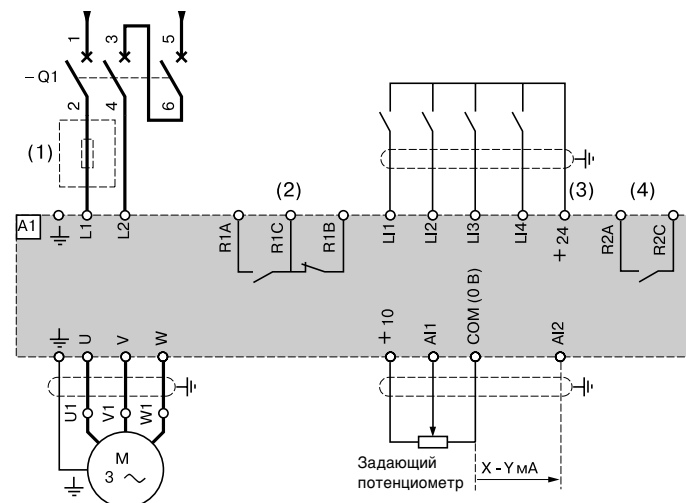 1
3
5
–Q1
2
4
6
(1)
(2)
(3)
(4)
A1
L1
L2
R1A
R1C
R1B
LI1
LI2
LI3
LI4
+24
R2A
R2C
U
V
W
+10
AI1
COM (0 В)
AI2
U1
V1
W1
M
3
Задающий
потенциометр
X - Y мА